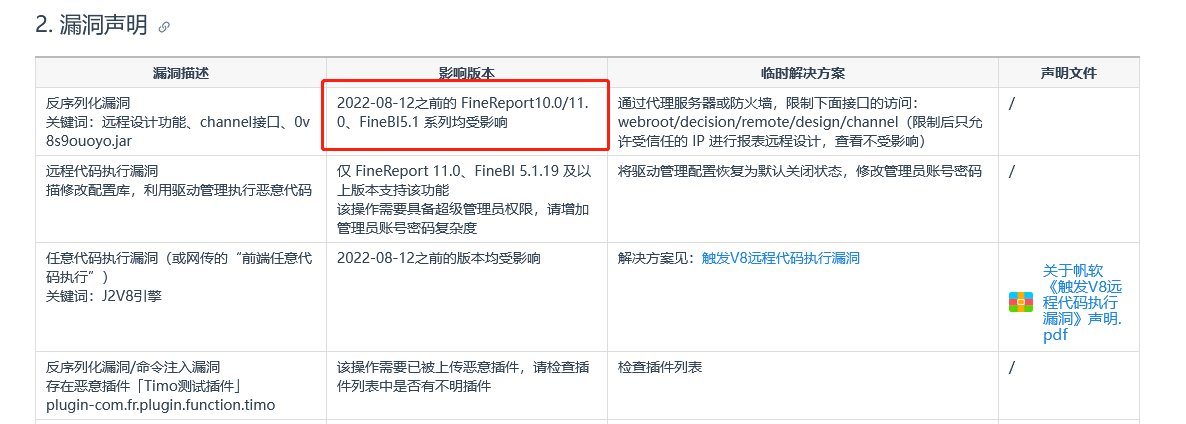 2. 漏洞声明
漏洞描述
影响版本
临时解决方案
声明文件
反序列化漏洞
关键词：远程设计功能、channel接口、0v
8s9ouoyo.jar
2022-08-12之前的 FineReport10.0/11.
0、FineBI5.1 系列均受影响
通过代理服务器或防火墙，限制下面接口的访问：
webroot/decision/remote/design/channel（限制后只允
许受信任的 IP 进行报表远程设计，查看不受影响）
/
远程代码执行漏洞
描修改配置库，利用驱动管理执行恶意代码
仅 FineReport 11.0、FineBI 5.1.19 及以
上版本支持该功能
该操作需要具备超级管理员权限，请增加
管理员账号密码复杂度
将驱动管理配置恢复为默认关闭状态，修改管理员账号密码
/
任意代码执行漏洞（或网传的“前端任意代
码执行”）
关键词：J2V8引擎
2022-08-12之前的版本均受影响
解决方案见：触发V8远程代码执行漏洞
关于帆软
《触发V8远
程代码执行
漏洞》声明.
pdf
反序列化漏洞/命令注入漏洞
存在恶意插件「Timo测试插件」
plugin-com.fr.plugin.function.timo
该操作需要已被上传恶意插件，请检查插
件列表中是否有不明插件
检查插件列表
/